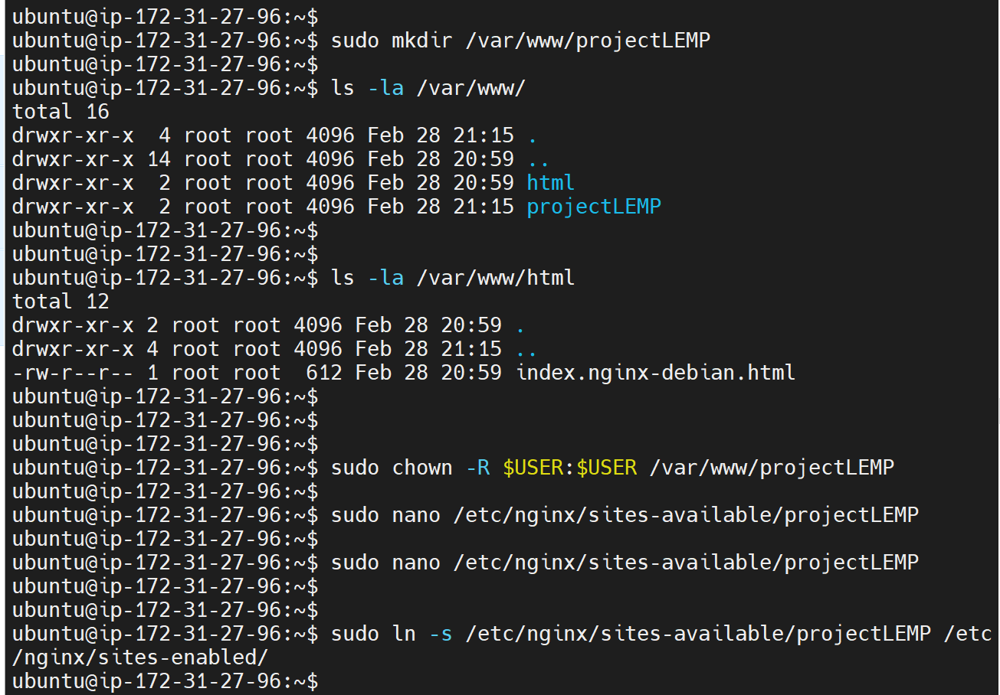 ubuntu@ip-172-31-27-96:~$
ubuntu@ip-172-31-27-96:~$ sudo mkdir /var/www/projectLEMP
ubuntu@ip-172-31-27-96:~$
ubuntu@ip-172-31-27-96:~$ ls -la /var/www/
total 16
drwxr-xr-x  4 root root 4096 Feb 28 21:15 .
drwxr-xr-x 14 root root 4096 Feb 28 20:59 ..
drwxr-xr-x  2 root root 4096 Feb 28 20:59 html
drwxr-xr-x  2 root root 4096 Feb 28 21:15 projectLEMP
ubuntu@ip-172-31-27-96:~$
ubuntu@ip-172-31-27-96:~$
ubuntu@ip-172-31-27-96:~$ ls -la /var/www/html
total 12
drwxr-xr-x 2 root root 4096 Feb 28 20:59 .
drwxr-xr-x 4 root root 4096 Feb 28 21:15 ..
-rw-r--r-- 1 root root  612 Feb 28 20:59 index.nginx-debian.html
ubuntu@ip-172-31-27-96:~$
ubuntu@ip-172-31-27-96:~$
ubuntu@ip-172-31-27-96:~$
ubuntu@ip-172-31-27-96:~$ sudo chown -R $USER:$USER /var/www/projectLEMP
ubuntu@ip-172-31-27-96:~$
ubuntu@ip-172-31-27-96:~$ sudo nano /etc/nginx/sites-available/projectLEMP
ubuntu@ip-172-31-27-96:~$
ubuntu@ip-172-31-27-96:~$ sudo nano /etc/nginx/sites-available/projectLEMP
ubuntu@ip-172-31-27-96:~$
ubuntu@ip-172-31-27-96:~$
ubuntu@ip-172-31-27-96:~$ sudo ln -s /etc/nginx/sites-available/projectLEMP /etc
/nginx/sites-enabled/
ubuntu@ip-172-31-27-96:~$